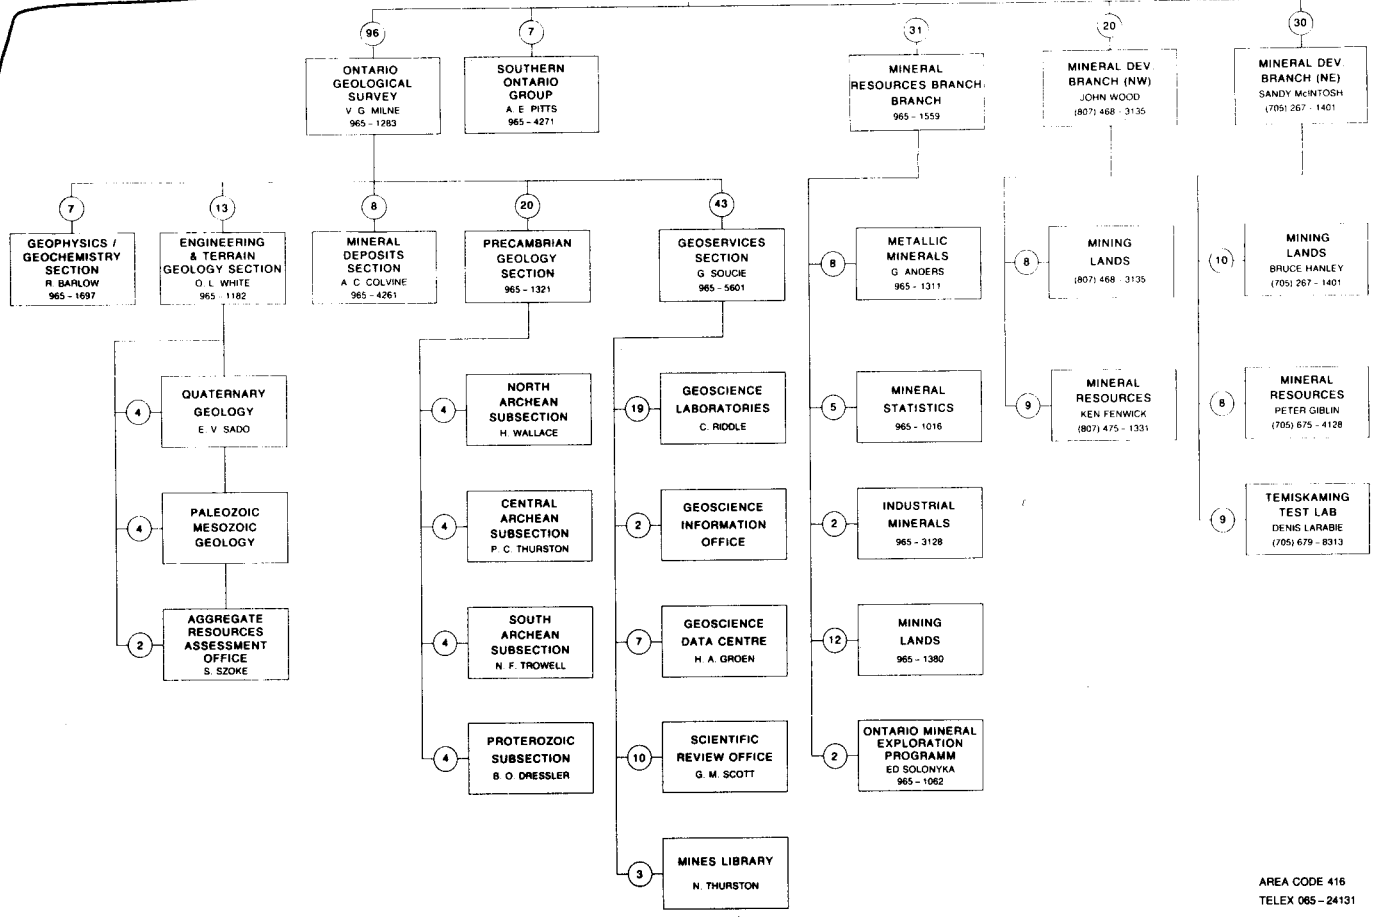 96
ONTARIO
GEOLOGICAL
SURVEY
V. G. MILNE
965 - 1283
7
SOUTHERN
ONTARIO
GROUP
A. E. PITTS
965 - 4271
31
MINERAL
RESOURCES BRANCH
BRANCH
965 - 1559
20
MINERAL DEV.
BRANCH (NW)
JOHN WOOD
(807) 468 - 3135
30
MINERAL DEV.
BRANCH (NE)
SANDY McINTOSH
(705) 267 - 1401
7
GEOPHYSICS /
GEOCHEMISTRY
SECTION
R. BARLOW
965 - 1697
13
ENGINEERING
& TERRAIN
GEOLOGY SECTION
O. L. WHITE
965 - 1182
8
MINERAL
DEPOSITS
SECTION
A. C. COLVINE
965 - 4261
20
PRECAMBRIAN
GEOLOGY
SECTION
965 - 1321
43
GEOSERVICES
SECTION
G. SOUCIE
965 - 5601
4
QUATERNARY
GEOLOGY
E. V. SADO
4
PALEOZOIC
MESOZOIC
GEOLOGY
2
AGGREGATE
RESOURCES
ASSESSMENT
OFFICE
S. SZOKE
4
NORTH
ARCHEAN
SUBSECTION
H. WALLACE
4
CENTRAL
ARCHEAN
SUBSECTION
P. C. THURSTON
4
SOUTH
ARCHEAN
SUBSECTION
N. F. TROWELL
4
PROTEROZOIC
SUBSECTION
B. O. DRESSLER
19
GEOSCIENCE
LABORATORIES
C. RIDDLE
2
GEOSCIENCE
INFORMATION
OFFICE
7
GEOSCIENCE
DATA CENTRE
H. A. GROEN
10
SCIENTIFIC
REVIEW OFFICE
G. M. SCOTT
3
MINES LIBRARY
N. THURSTON
8
METALLIC
MINERALS
G. ANDERS
965 - 1311
5
MINERAL
STATISTICS
965 - 1016
2
INDUSTRIAL
MINERALS
965 - 3128
12
MINING
LANDS
965 - 1380
2
ONTARIO MINERAL
EXPLORATION
PROGRAMM
ED SOLONYKA
965 - 1062
8
MINING
LANDS
(807) 468 - 3135
9
MINERAL
RESOURCES
KEN FENWICK
(807) 475 - 1331
10
MINING
LANDS
BRUCE HANLEY
(705) 267 - 1401
8
MINERAL
RESOURCES
PETER GIBLIN
(705) 675 - 4128
9
TEMISKAMING
TEST LAB
DENIS LARABIE
(705) 679 - 8313
AREA CODE 416
TELEX 065 - 24131